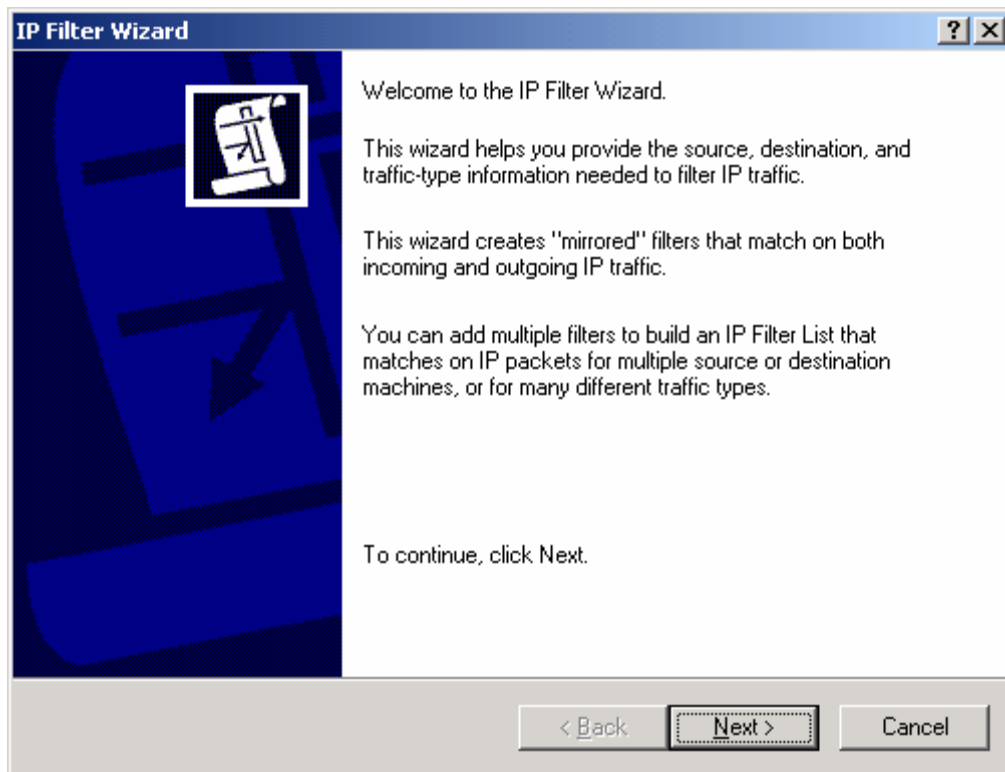 IP Filter Wizard
Welcome to the IP Filter Wizard.
This wizard helps you provide the source, destination, and
traffic-type information needed to filter IP traffic.
This wizard creates "mirrored" filters that match on both
incoming and outgoing IP traffic.
You can add multiple filters to build an IP Filter List that
matches on IP packets for multiple source or destination
machines, or for many different traffic types.
To continue, click Next.
< Back
Next >
Cancel